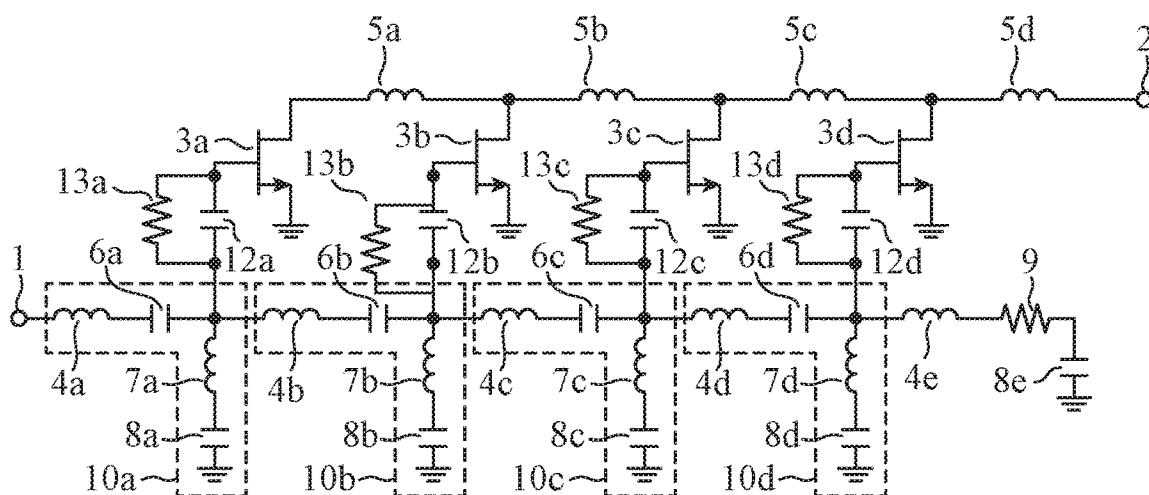 5a 5b 5c 5d 2
3a 3b 3c 3d
13a 13b 13c 13d
1 6a 12a 6b 12b 6c 12c 6d 12d 9
4a 7a 4b 7b 4c 7c 4d 7d 4e 8e
8a 8b 8c 8d
10a 10b 10c 10d